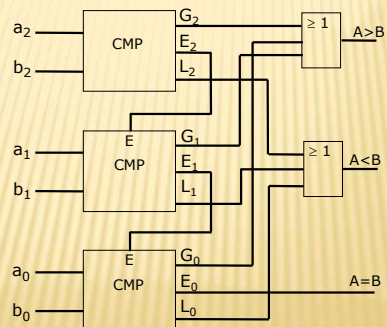 a2
b2
CMP
G2
E2
L2
≥ 1
A>B
a1
b1
E
CMP
G1
E1
L1
≥ 1
A<B
a0
b0
E
CMP
G0
E0
L0
A=B